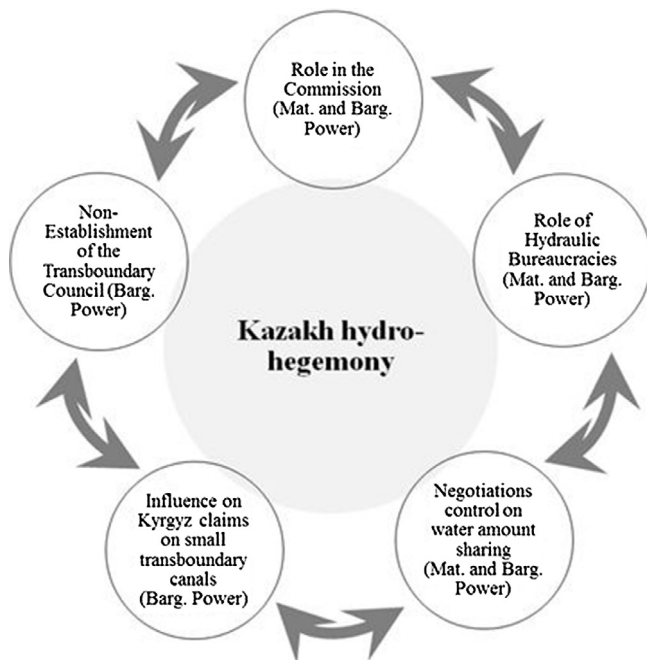 Role in the
Commission
(Mat. and Barg.
Power)
Non-
Establishment
of the
Transboundary
Council (Barg.
Power)
Role of
Hydraulic
Bureaucracies
(Mat. and Barg.
Power)
Kazakh hydro-
hegemony
Influence on
Kyrgyz claims
on small
transboundary
canals
(Barg. Power)
Negotiations
control on
water amount
sharing
(Mat. and Barg.
Power)